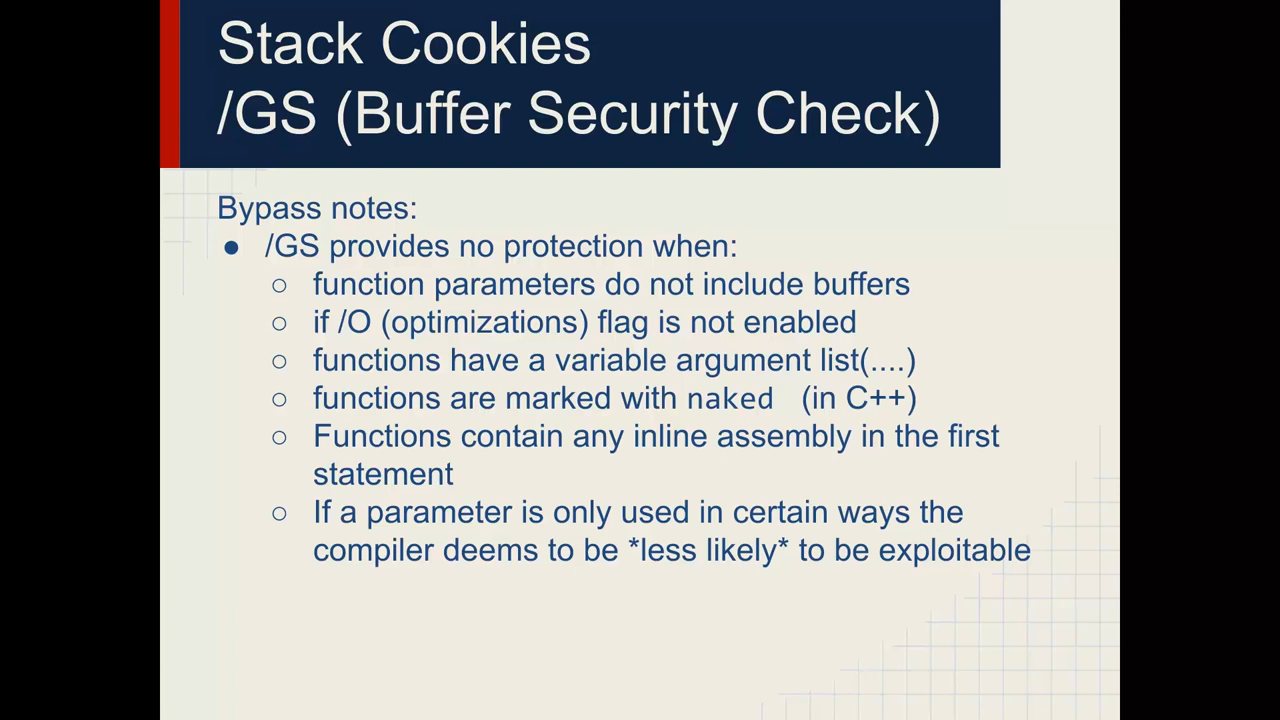 Stack Cookies
/GS (Buffer Security Check)
Bypass notes:
● /GS provides no protection when:
○ function parameters do not include buffers
○ if /O (optimizations) flag is not enabled
○ functions have a variable argument list(....)
○ functions are marked with naked (in C++)
○ Functions contain any inline assembly in the first
statement
○ If a parameter is only used in certain ways the
compiler deems to be *less likely* to be exploitable